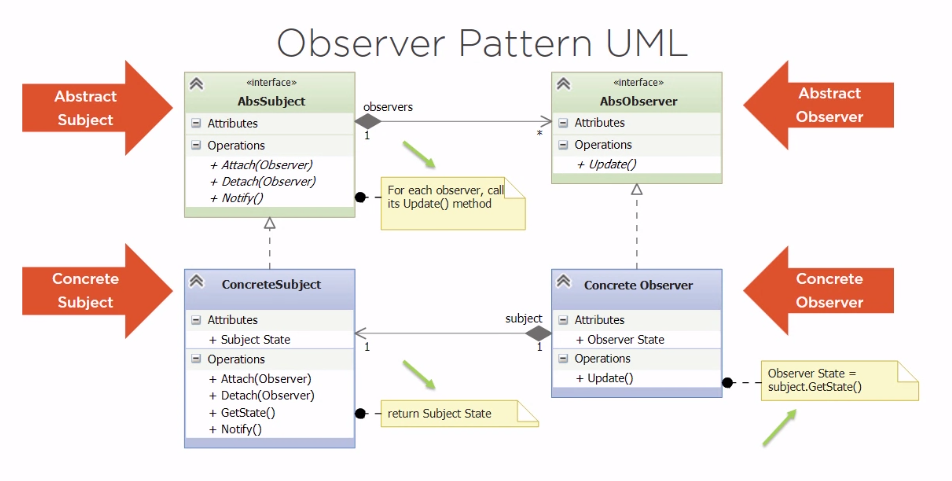 Observer Pattern UML
Abstract
Subject
«interface»
AbsSubject
Attributes
Operations
+ Attach(Observer)
+ Detach(Observer)
+ Notify()
observers
1
*
«interface»
AbsObserver
Attributes
Operations
+ Update()
Abstract
Observer
For each observer, call
its Update() method
Concrete
Subject
ConcreteSubject
Attributes
+ Subject State
Operations
+ Attach(Observer)
+ Detach(Observer)
+ GetState()
+ Notify()
subject
1
1
Concrete Observer
Attributes
+ Observer State
Operations
+ Update()
Concrete
Observer
return Subject State
Observer State =
subject.GetState()